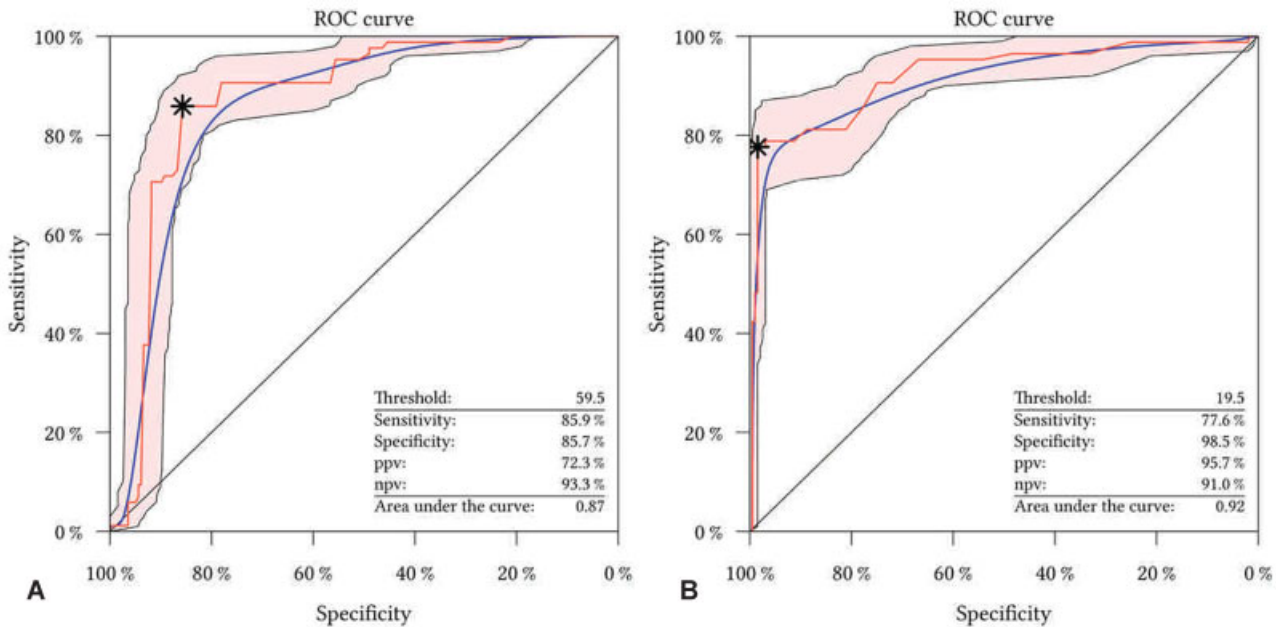 ROC curve
100 %
80 %
60 %
40 %
20 %
0 %
Sensitivity
Threshold: 59.5
Sensitivity: 85.9 %
Specificity: 85.7 %
ppv: 72.3 %
npv: 93.3 %
Area under the curve: 0.87
100 % 80 % 60 % 40 % 20 % 0 %
Specificity
A
ROC curve
100 %
80 %
60 %
40 %
20 %
0 %
Sensitivity
Threshold: 19.5
Sensitivity: 77.6 %
Specificity: 98.5 %
ppv: 95.7 %
npv: 91.0 %
Area under the curve: 0.92
100 % 80 % 60 % 40 % 20 % 0 %
Specificity
B